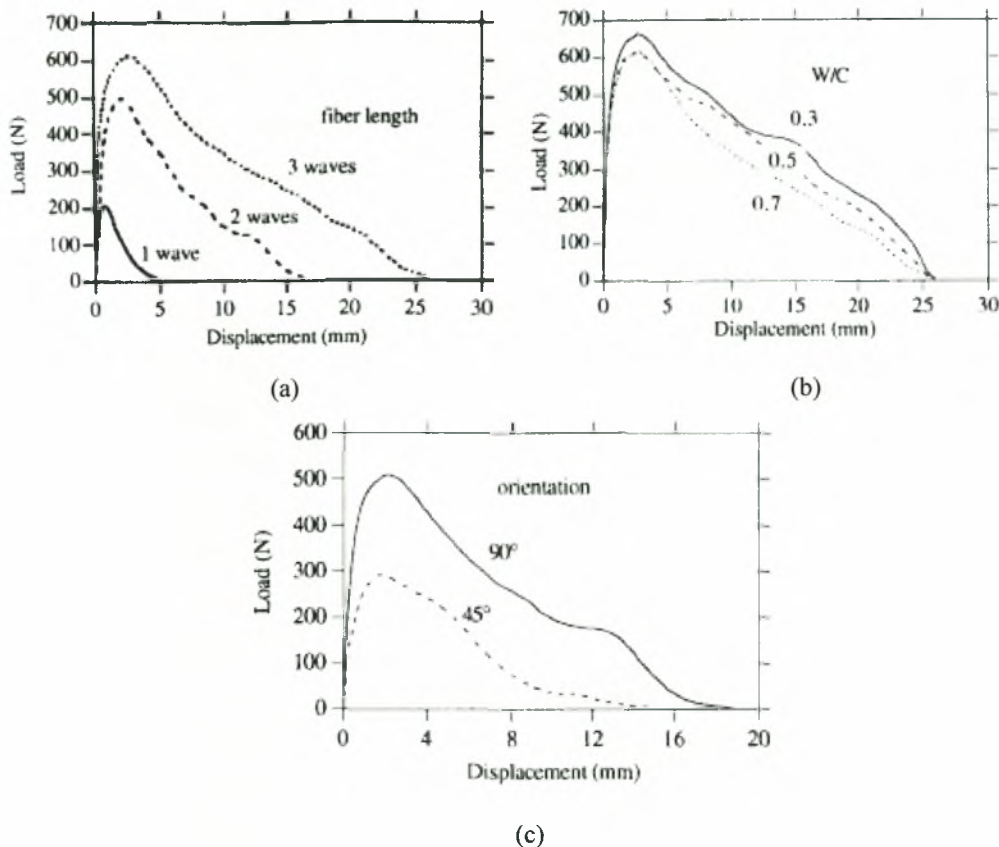 700
600
500
400
300
200
100
0
Load (N)
fiber length
3 waves
2 waves
1 wave
0 5 10 15 20 25 30
Displacement (mm)
(a)
700
600
500
400
300
200
100
0
Load (N)
W/C
0.3
0.5
0.7
0 5 10 15 20 25 30
Displacement (mm)
(b)
600
500
400
300
200
100
0
Load (N)
orientation
90°
45°
0 4 8 12 16 20
Displacement (mm)
(c)